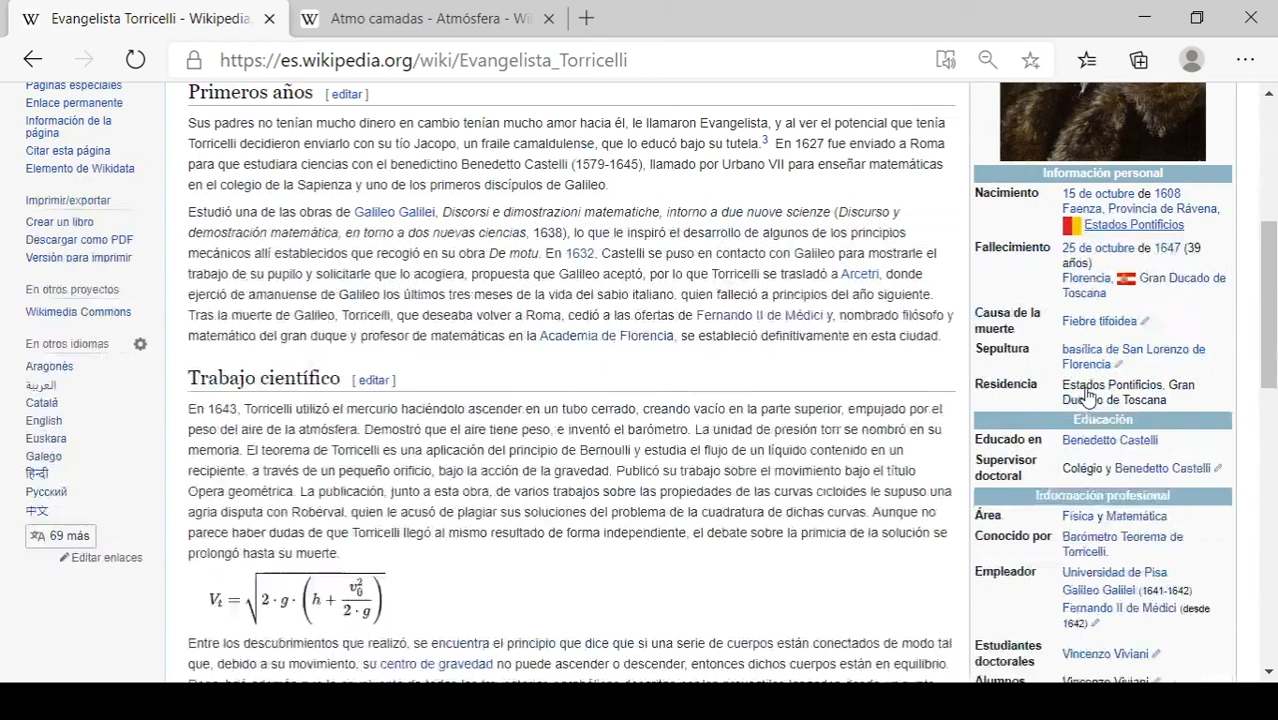 Evangelista Torricelli - Wikipedia,
Atmo camadas - Atmósfera - Wi
https://es.wikipedia.org/wiki/Evangelista_Torricelli
Páginas especiales
Enlace permanente
Información de la
página
Citar esta página
Elemento de Wikidata
Imprimir/exportar
Crear un libro
Descargar como PDF
Versión para imprimir
En otros proyectos
Wikimedia Commons
En otros idiomas
Aragonés
العربية
Català
English
Euskara
Galego
हिन्दी
Русский
中文
69 más
Editar enlaces
Primeros años [ editar ]
Sus padres no tenían mucho dinero en cambio tenían mucho amor hacia él, le llamaron Evangelista, y al ver el potencial que tenía
Torricelli decidieron enviarlo con su tío Jacopo, un fraile camaldulense, que lo educó bajo su tutela.3 En 1627 fue enviado a Roma
para que estudiara ciencias con el benedictino Benedetto Castelli (1579-1645), llamado por Urbano VII para enseñar matemáticas
en el colegio de la Sapienza y uno de los primeros discípulos de Galileo.
Estudió una de las obras de Galileo Galilei, Discorsi e dimostrazioni matematiche, intorno a due nuove scienze (Discurso y
demostración matemática, en torno a dos nuevas ciencias, 1638), lo que le inspiró el desarrollo de algunos de los principios
mecánicos allí establecidos que recogió en su obra De motu. En 1632, Castelli se puso en contacto con Galileo para mostrarle el
trabajo de su pupilo y solicitarle que lo acogiera, propuesta que Galileo aceptó, por lo que Torricelli se trasladó a Arcetri, donde
ejerció de amanuense de Galileo los últimos tres meses de la vida del sabio italiano, quien falleció a principios del año siguiente.
Tras la muerte de Galileo, Torricelli, que deseaba volver a Roma, cedió a las ofertas de Fernando II de Médici y, nombrado filósofo y
matemático del gran duque y profesor de matemáticas en la Academia de Florencia, se estableció definitivamente en esta ciudad.
Trabajo científico [ editar ]
En 1643, Torricelli utilizó el mercurio haciéndolo ascender en un tubo cerrado, creando vacío en la parte superior, empujado por el
peso del aire de la atmósfera. Demostró que el aire tiene peso, e inventó el barómetro. La unidad de presión torr se nombró en su
memoria. El teorema de Torricelli es una aplicación del principio de Bernoulli y estudia el flujo de un líquido contenido en un
recipiente, a través de un pequeño orificio, bajo la acción de la gravedad. Publicó su trabajo sobre el movimiento bajo el título
Opera geométrica. La publicación, junto a esta obra, de varios trabajos sobre las propiedades de las curvas cicloides le supuso una
agria disputa con Roberval, quien le acusó de plagiar sus soluciones del problema de la cuadratura de dichas curvas. Aunque no
parece haber dudas de que Torricelli llegó al mismo resultado de forma independiente, el debate sobre la primicia de la solución se
prolongó hasta su muerte.
Vt = √(2 · g · (h + v0² / (2 · g)))
Entre los descubrimientos que realizó, se encuentra el principio que dice que si una serie de cuerpos están conectados de modo tal
que, debido a su movimiento, su centro de gravedad no puede ascender o descender, entonces dichos cuerpos están en equilibrio.
Información personal
Nacimiento 15 de octubre de 1608
Faenza, Provincia de Rávena,
Estados Pontificios
Fallecimiento 25 de octubre de 1647 (39
años)
Florencia, Gran Ducado de
Toscana
Causa de la
muerte Fiebre tifoidea
Sepultura basílica de San Lorenzo de
Florencia
Residencia Estados Pontificios, Gran
Ducado de Toscana
Educación
Educado en Benedetto Castelli
Supervisor
doctoral Colégio y Benedetto Castelli
Información profesional
Área Física y Matemática
Conocido por Barómetro Teorema de
Torricelli.
Empleador Universidad de Pisa
Galileo Galilei (1641-1642)
Fernando II de Médici (desde
1642)
Estudiantes
doctorales Vincenzo Viviani
Alumnos Vincenzo Viviani